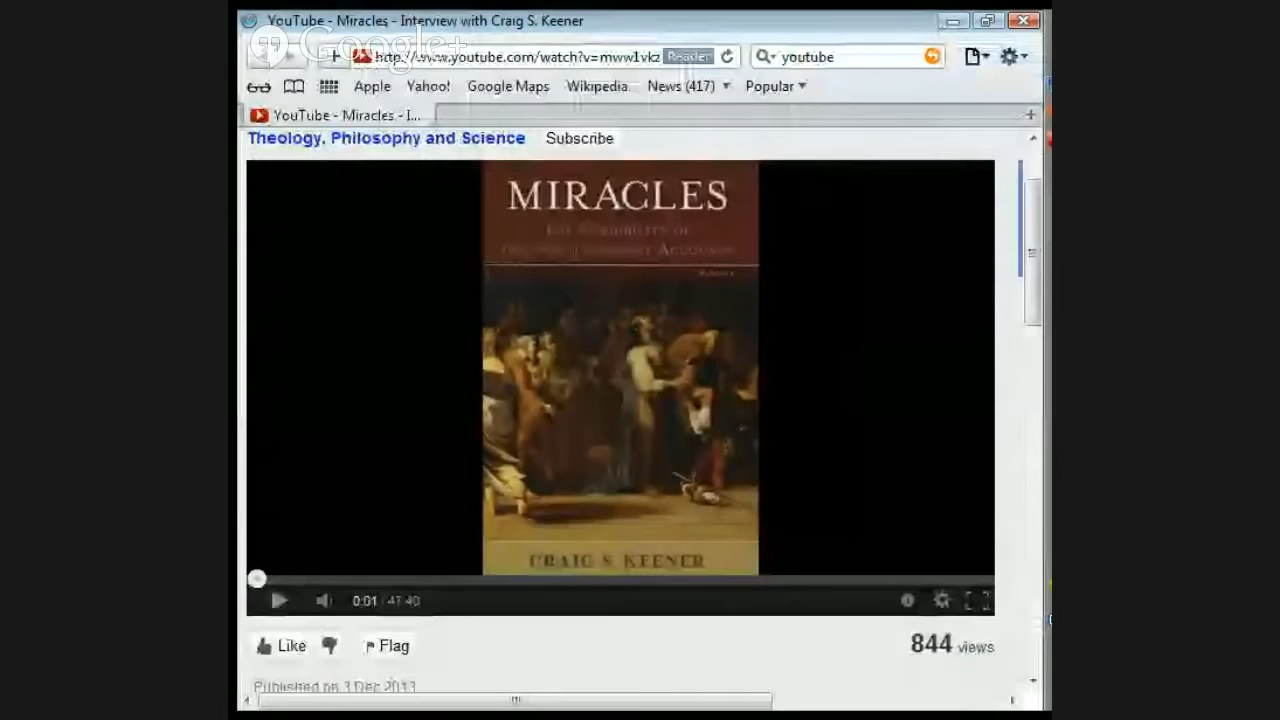 YouTube - Miracles - Interview with Craig S. Keener
Google+
http://www.youtube.com/watch?v=mww1vkz Reader youtube
Apple Yahoo! Google Maps Wikipedia News (417) Popular
YouTube - Miracles - I...
Theology, Philosophy and Science Subscribe
MIRACLES
CRAIG S. KEENER
0:01 47:40
Like Flag 844 views
Published on 3 Dec 2013